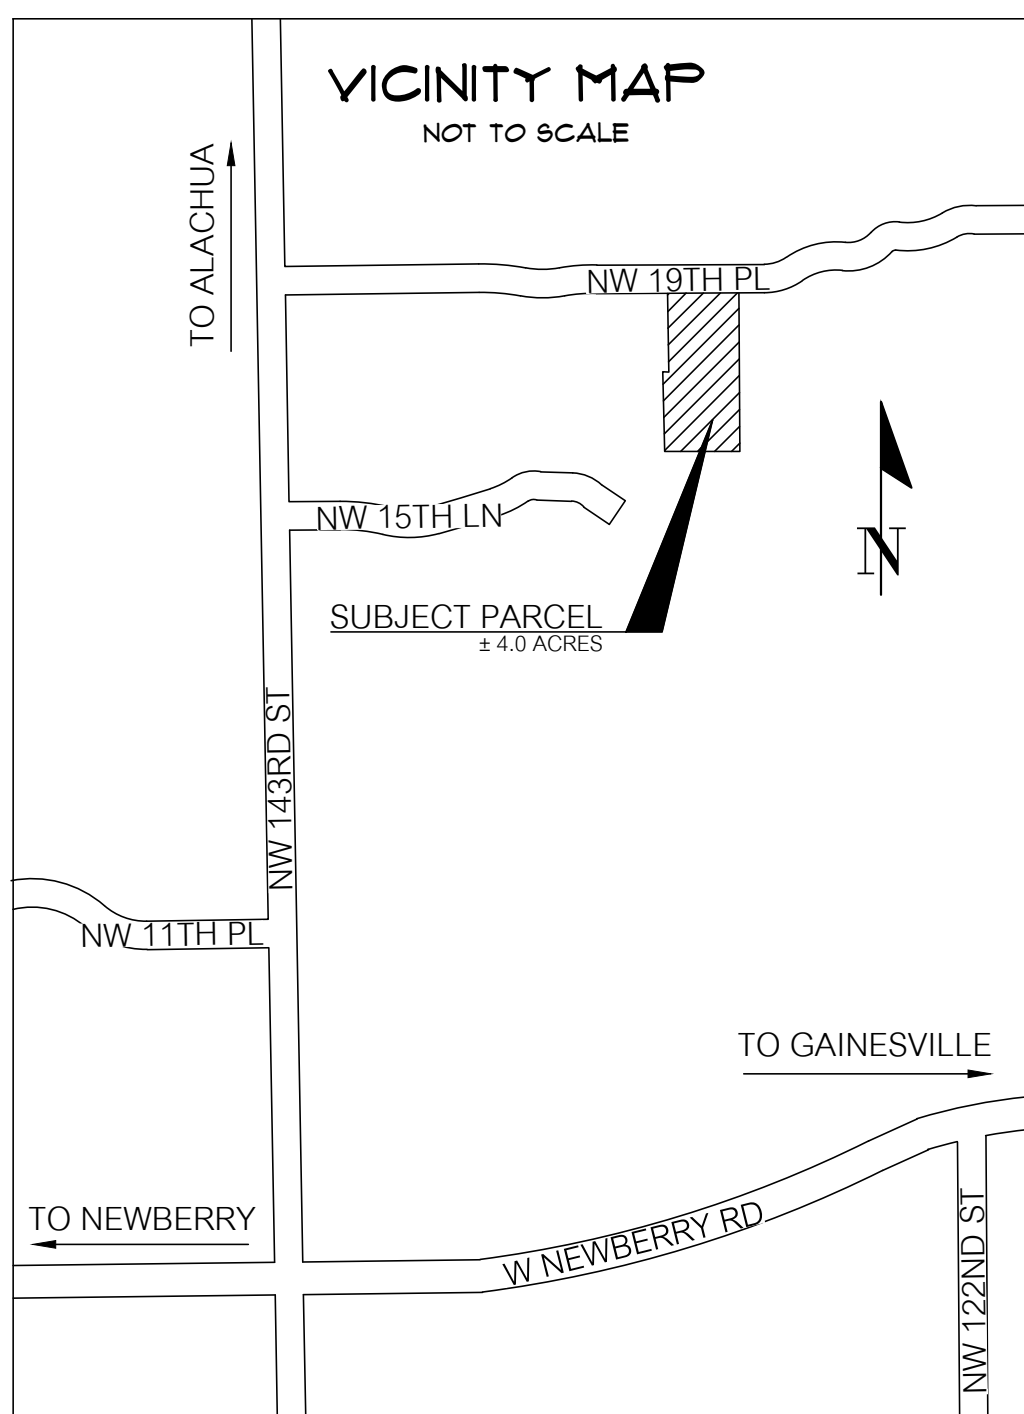 VICINITY MAP
NOT TO SCALE
TO ALACHUA
NW 19TH PL
NW 15TH LN
N
SUBJECT PARCEL
± 4.0 ACRES
NW 143RD ST
NW 11TH PL
TO GAINESVILLE
TO NEWBERRY
W NEWBERRY RD
NW 122ND ST